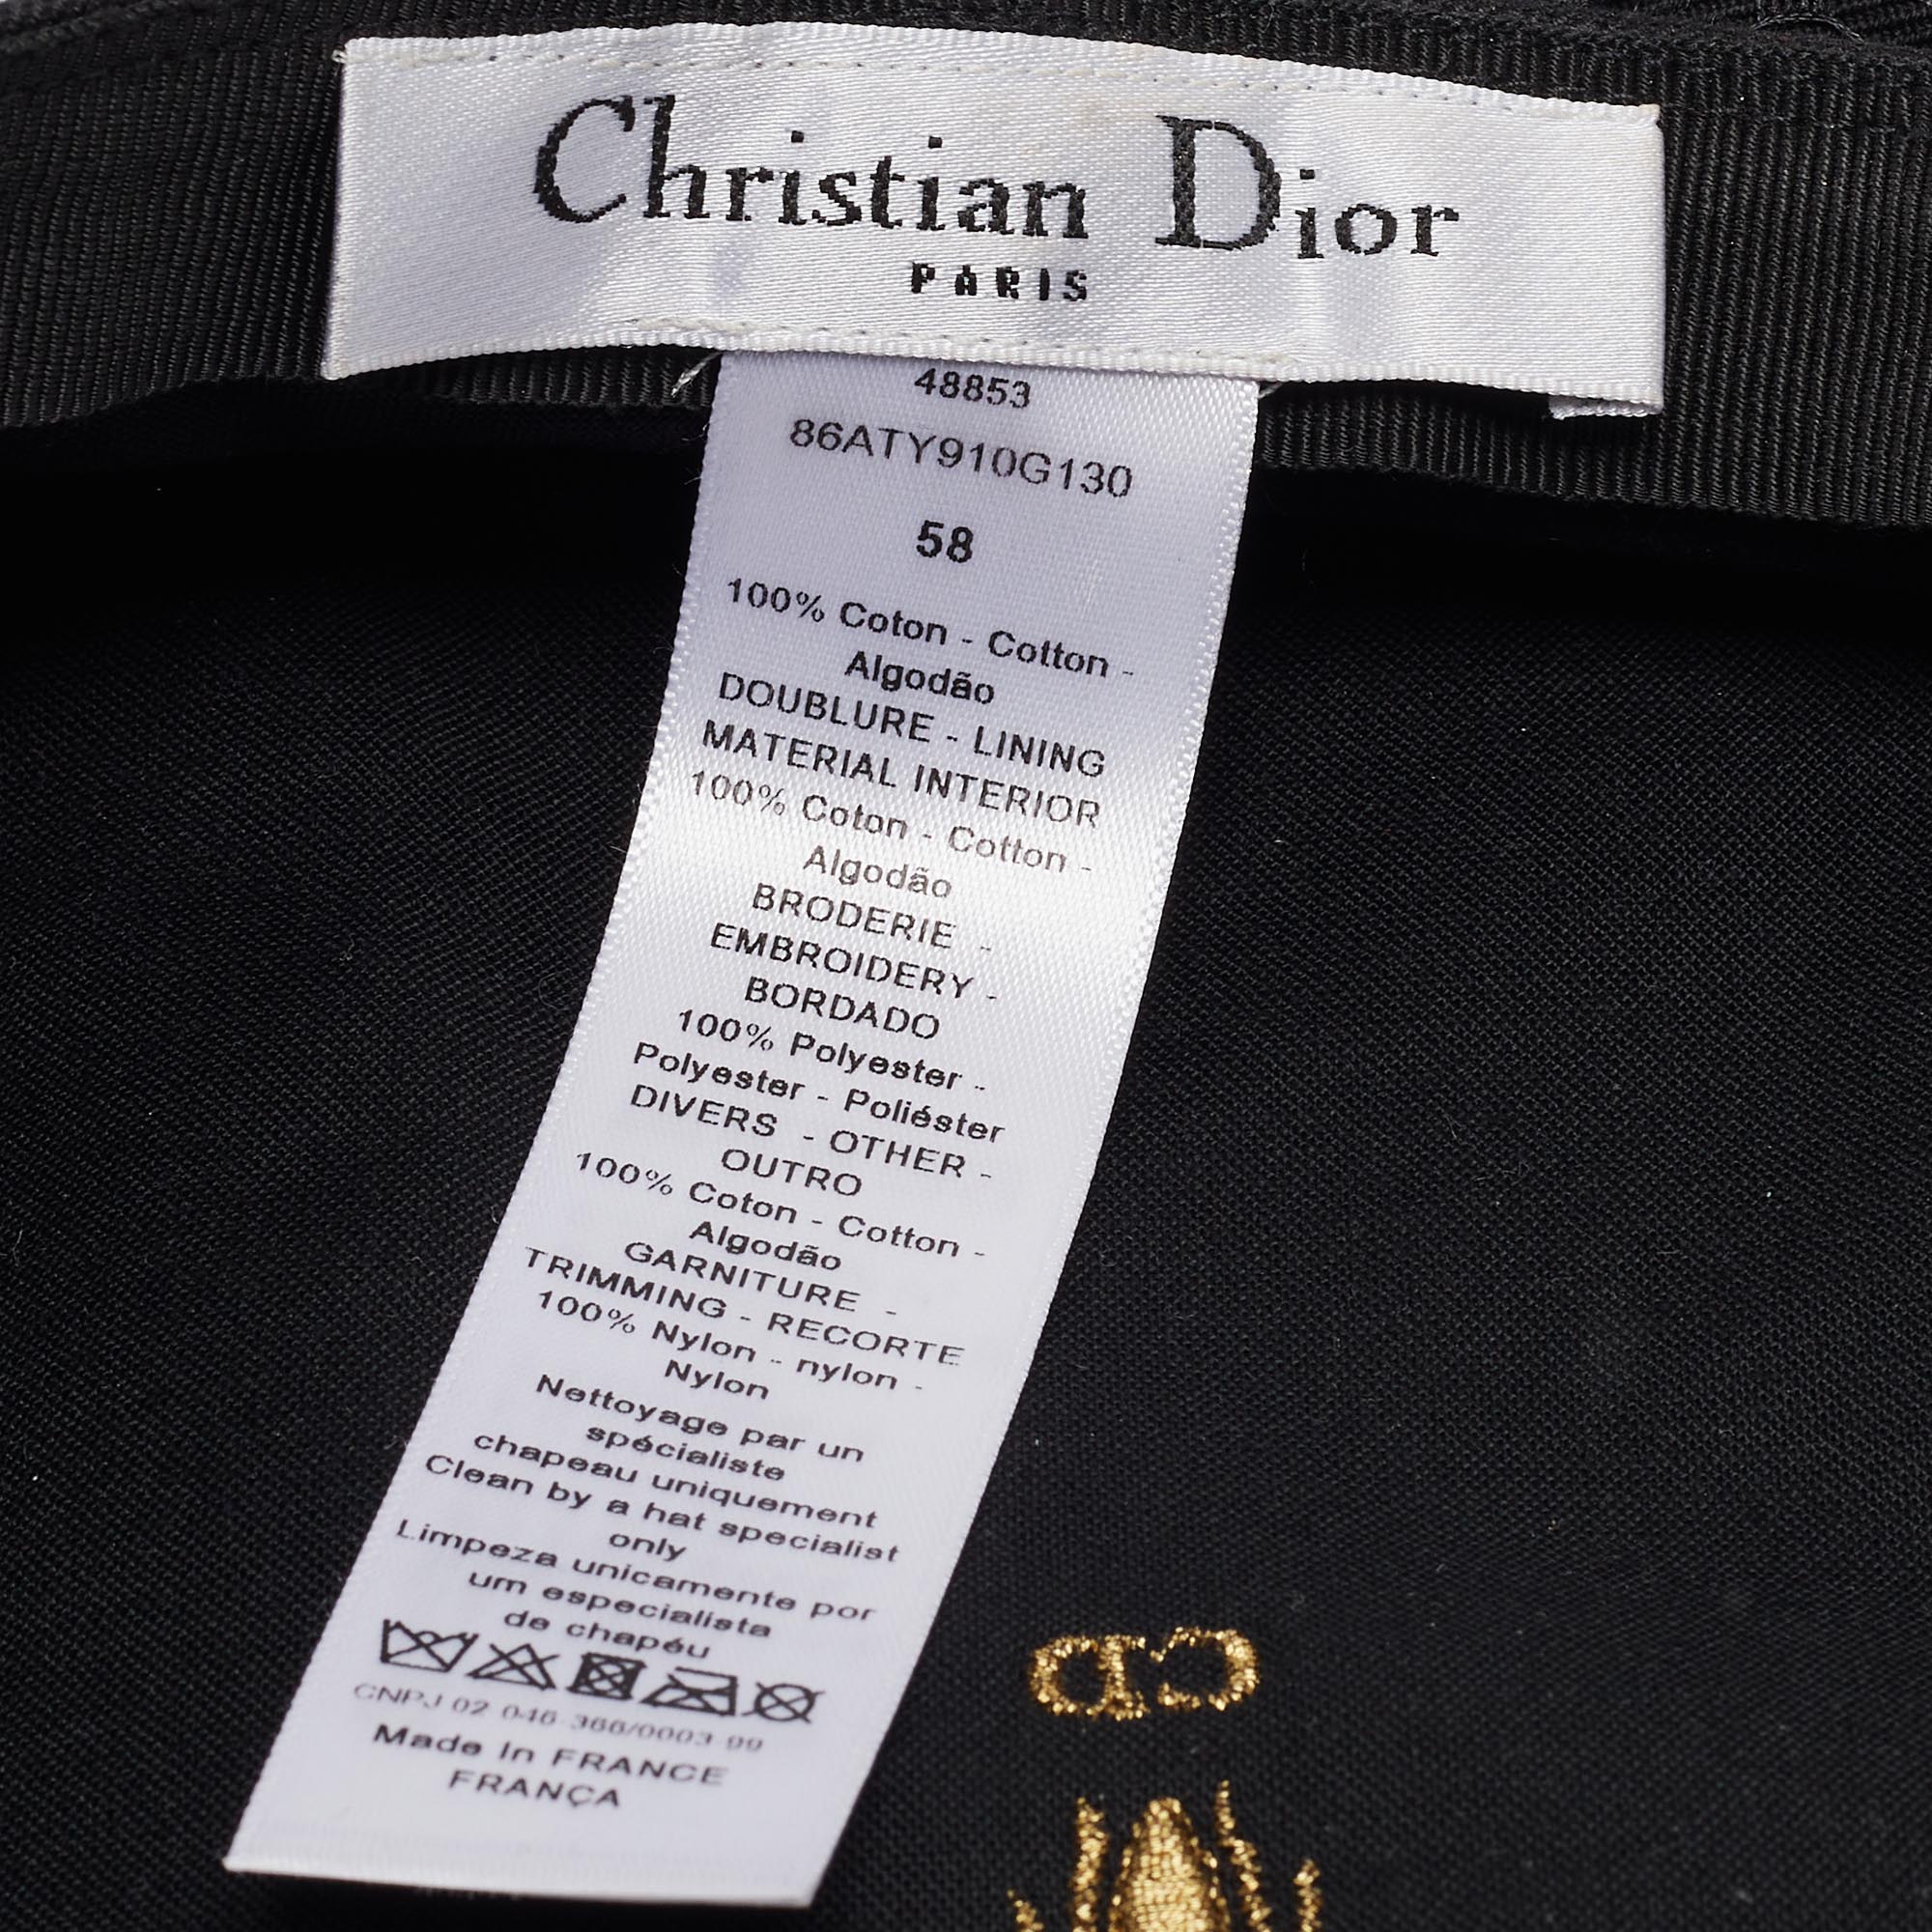 Christian Dior
PARIS
48853
86ATY910G130
58
100% Coton - Cotton -
Algodão
DOUBLURE - LINING
MATERIAL INTERIOR
100% Coton - Cotton -
Algodão
BRODERIE -
EMBROIDERY -
BORDADO
100% Polyester -
Polyester - Poliéster
DIVERS - OTHER -
OUTRO
100% Coton - Cotton -
Algodão
GARNITURE -
TRIMMING - RECORTE
100% Nylon - nylon -
Nylon
Nettoyage par un
spécialiste
chapeau uniquement
Clean by a hat specialist
only
Limpeza unicamente por
um especialista
de chapéu
CNPJ 02 046 366/0003 99
Made In FRANCE
FRANÇA
CD